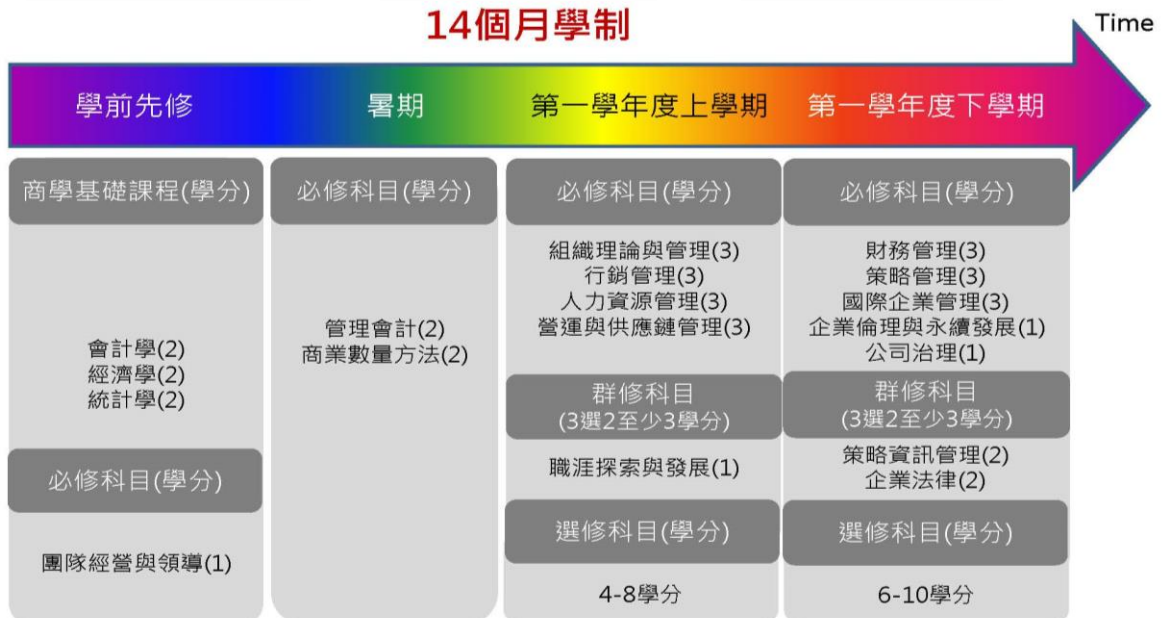 14個月學制
Time
學前先修
暑期
第一學年度上學期
第一學年度下學期
商學基礎課程(學分)
會計學(2)
經濟學(2)
統計學(2)
必修科目(學分)
團隊經營與領導(1)
必修科目(學分)
管理會計(2)
商業數量方法(2)
必修科目(學分)
組織理論與管理(3)
行銷管理(3)
人力資源管理(3)
營運與供應鏈管理(3)
群修科目
(3選2至少3學分)
職涯探索與發展(1)
選修科目(學分)
4-8學分
必修科目(學分)
財務管理(3)
策略管理(3)
國際企業管理(3)
企業倫理與永續發展(1)
公司治理(1)
群修科目
(3選2至少3學分)
策略資訊管理(2)
企業法律(2)
選修科目(學分)
6-10學分